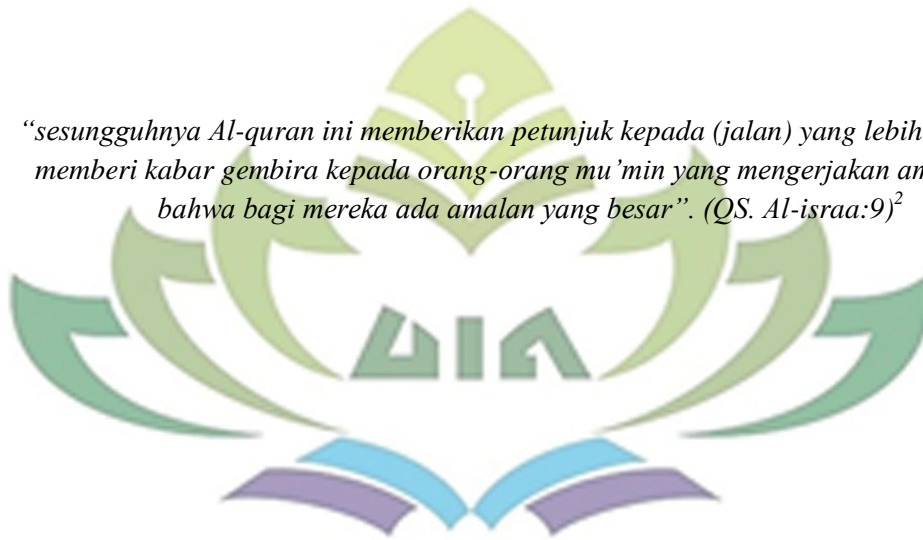 “sesungguhnya Al-quran ini memberikan petunjuk kepada (jalan) yang lebih
memberi kabar gembira kepada orang-orang mu’min yang mengerjakan
bahwa bagi mereka ada amalan yang besar”. (QS. Al-israa:9)²
UIN